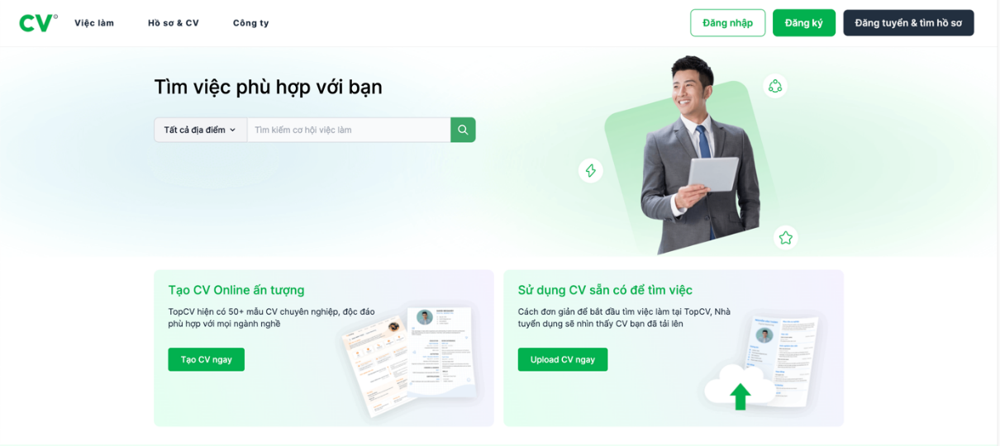 CV
Việc làm
Hồ sơ & CV
Công ty
Đăng nhập
Đăng ký
Đăng tuyển & tìm hồ sơ
Tìm việc phù hợp với bạn
Tất cả địa điểm
Tìm kiếm cơ hội việc làm
Tạo CV Online ấn tượng
TopCV hiện có 50+ mẫu CV chuyên nghiệp, độc đáo
phù hợp với mọi ngành nghề
Tạo CV ngay
Sử dụng CV sẵn có để tìm việc
Cách đơn giản để bắt đầu tìm việc làm tại TopCV, Nhà
tuyển dụng sẽ nhìn thấy CV bạn đã tải lên
Upload CV ngay